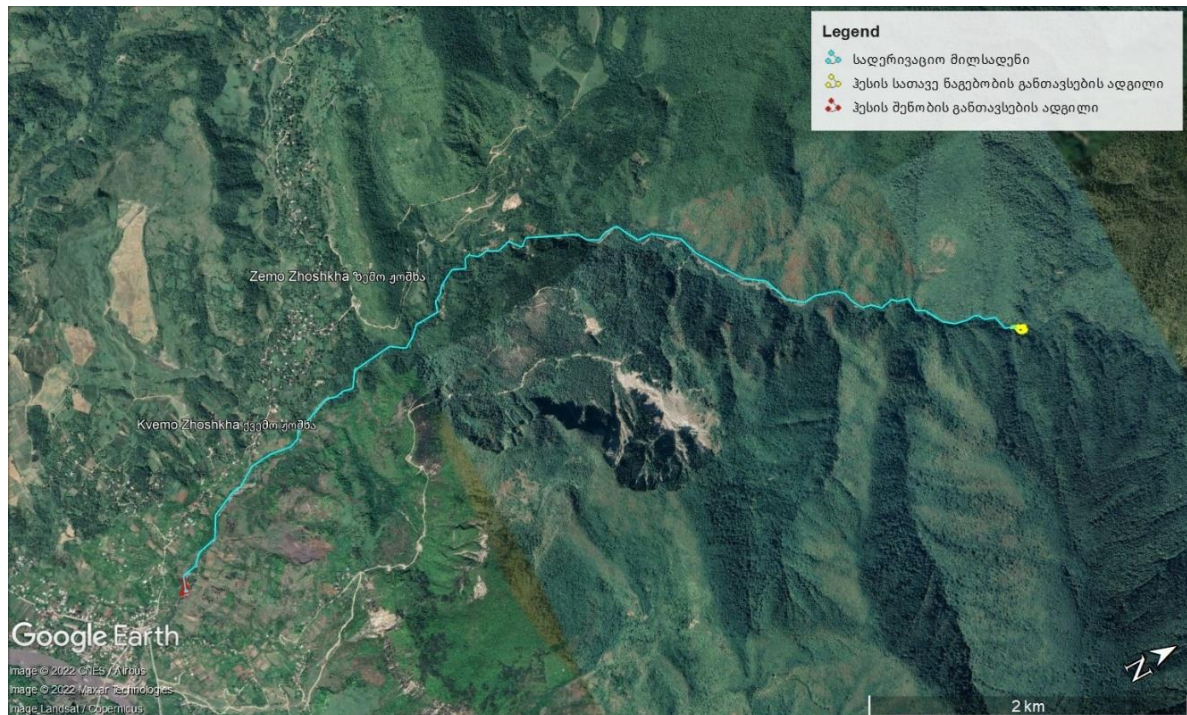 Legend
სადერივაციო მილსადენი
ჰესის სათავე ნაგებობის განთავსების ადგილი
ჰესის შენობის განთავსების ადგილი
Zemo Zhoshkha ზემო ჟოშხა
Kvemo Zhoshkha ქვემო ჟოშხა
Google Earth
Image © 2022 CNES / Airbus
Image © 2022 Maxar Technologies
Image Landsat / Copernicus
N
2 km